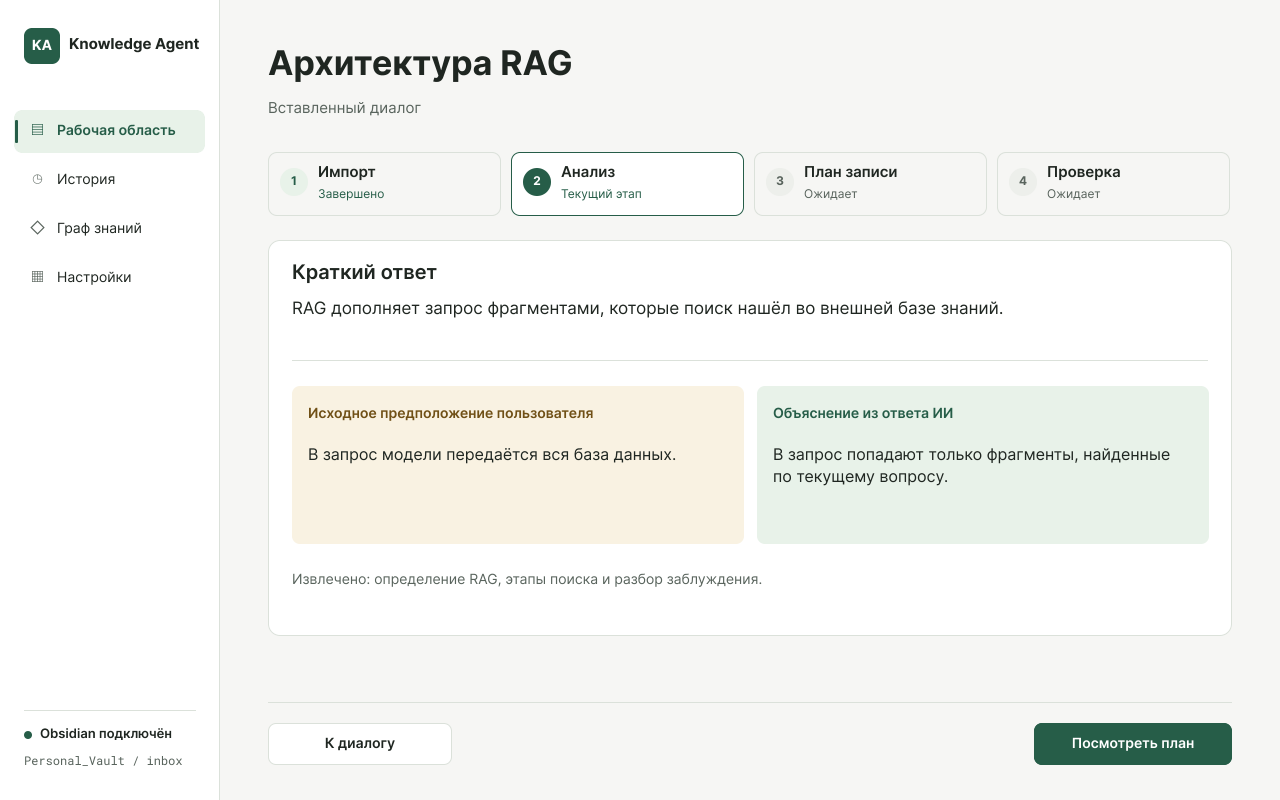 KA
Knowledge Agent
Рабочая область
История
Граф знаний
Настройки
Obsidian подключён
Personal_Vault / inbox
Архитектура RAG
Вставленный диалог
1
Импорт
Завершено
2
Анализ
Текущий этап
3
План записи
Ожидает
4
Проверка
Ожидает
Краткий ответ
RAG дополняет запрос фрагментами, которые поиск нашёл во внешней базе знаний.
Исходное предположение пользователя
В запрос модели передаётся вся база данных.
Объяснение из ответа ИИ
В запрос попадают только фрагменты, найденные
по текущему вопросу.
Извлечено: определение RAG, этапы поиска и разбор заблуждения.
К диалогу
Посмотреть план